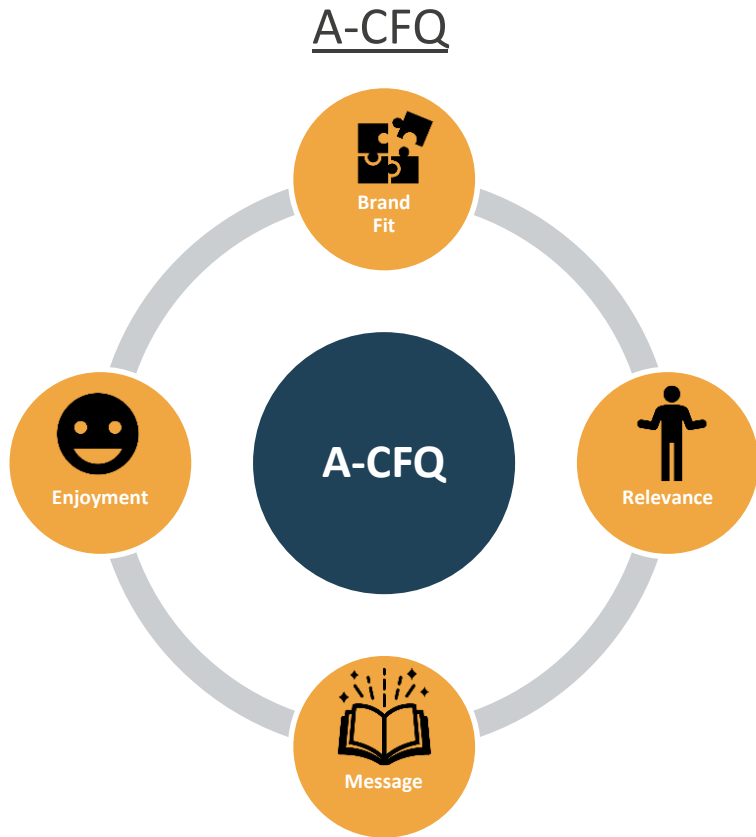 A-CFQ
Brand
Fit
Enjoyment
A-CFQ
Relevance
Message